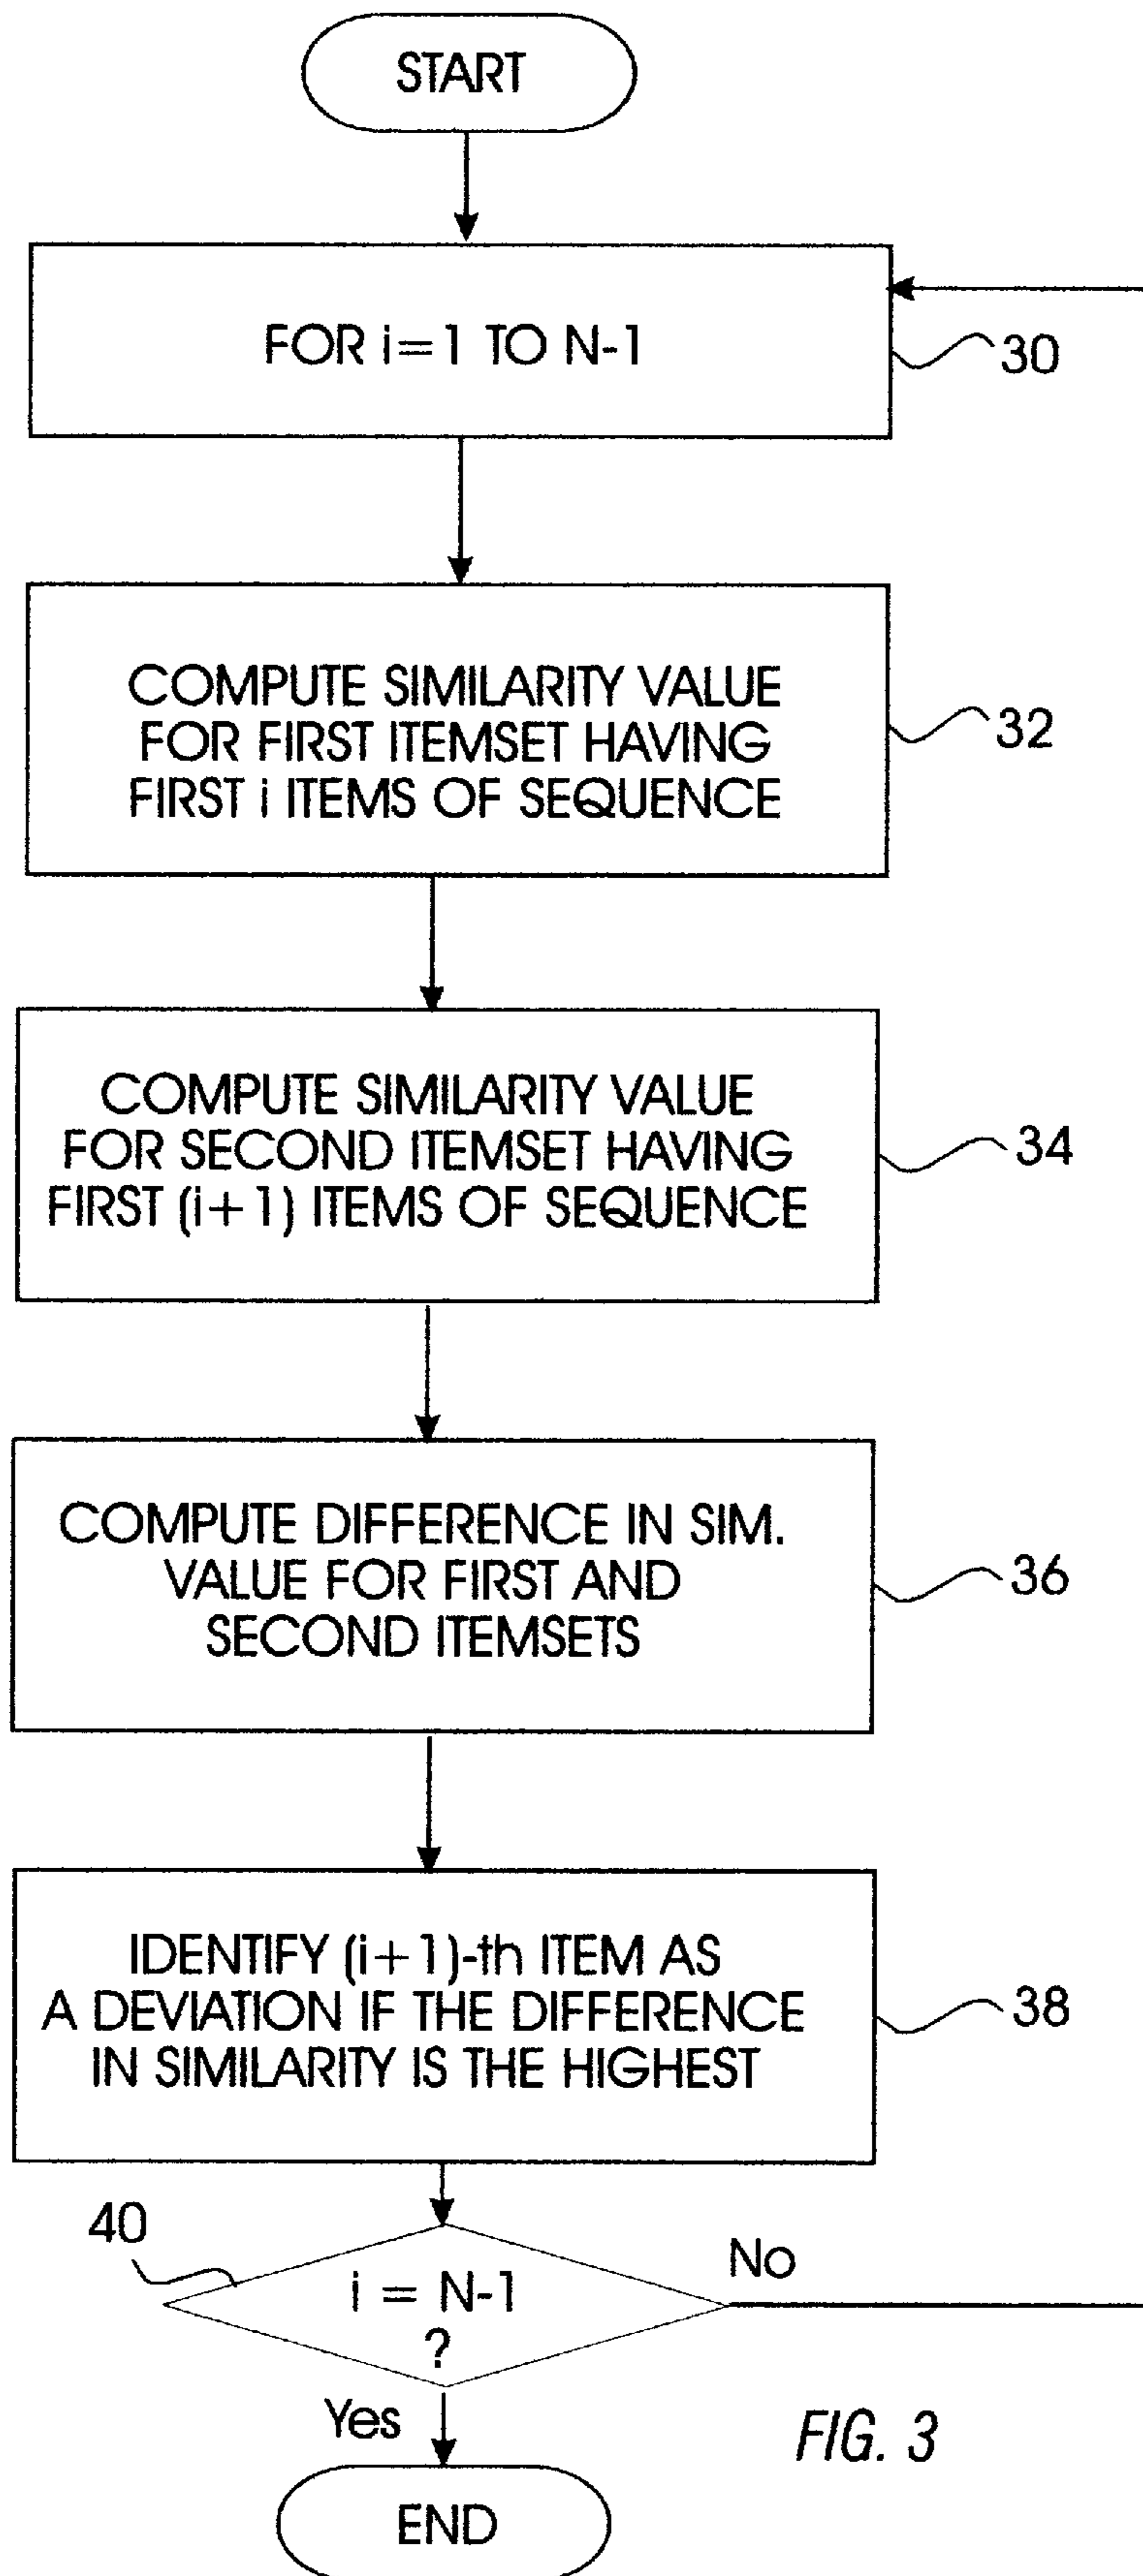 START
FOR i=1 TO N-1
30
COMPUTE SIMILARITY VALUE
FOR FIRST ITEMSET HAVING
FIRST i ITEMS OF SEQUENCE
32
COMPUTE SIMILARITY VALUE
FOR SECOND ITEMSET HAVING
FIRST (i+1) ITEMS OF SEQUENCE
34
COMPUTE DIFFERENCE IN SIM.
VALUE FOR FIRST AND
SECOND ITEMSETS
36
IDENTIFY (i+1)-th ITEM AS
A DEVIATION IF THE DIFFERENCE
IN SIMILARITY IS THE HIGHEST
38
40
i = N-1
?
No
Yes
FIG. 3
END